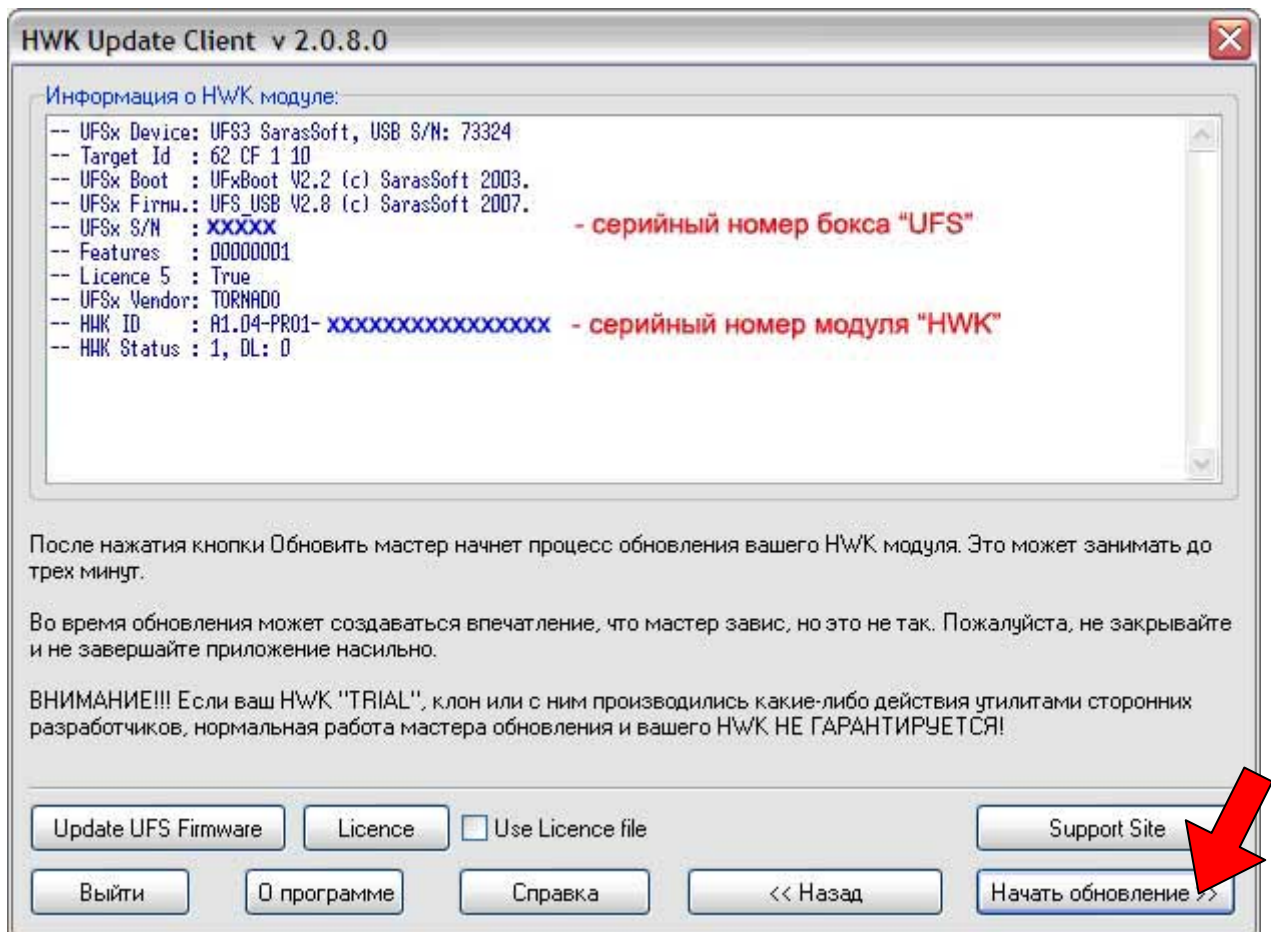 HWK Update Client v 2.0.8.0
Информация о HWK модуле:
-- UFSx Device: UFS3 SarasSoft, USB S/N: 73324
-- Target Id : 62 CF 1 10
-- UFSx Boot : UFxBoot V2.2 (c) SarasSoft 2003.
-- UFSx Firmw.: UFS_USB V2.8 (c) SarasSoft 2007.
-- UFSx S/N : XXXXX - серийный номер бокса "UFS"
-- Features : 00000001
-- Licence 5 : True
-- UFSx Vendor: TORNADO
-- HWK ID : A1.04-PR01- XXXXXXXXXXXXXXXX - серийный номер модуля "HWK"
-- HWK Status : 1, DL: 0
После нажатия кнопки Обновить мастер начнет процесс обновления вашего HWK модуля. Это может занимать до
трех минут.
Во время обновления может создаваться впечатление, что мастер завис, но это не так. Пожалуйста, не закрывайте
и не завершайте приложение насильно.
ВНИМАНИЕ!!! Если ваш HWK "TRIAL", клон или с ним производились какие-либо действия утилитами сторонних
разработчиков, нормальная работа мастера обновления и вашего HWK НЕ ГАРАНТИРУЕТСЯ!
Update UFS Firmware Licence Use Licence file Support Site
Выйти О программе Справка << Назад Начать обновление >>